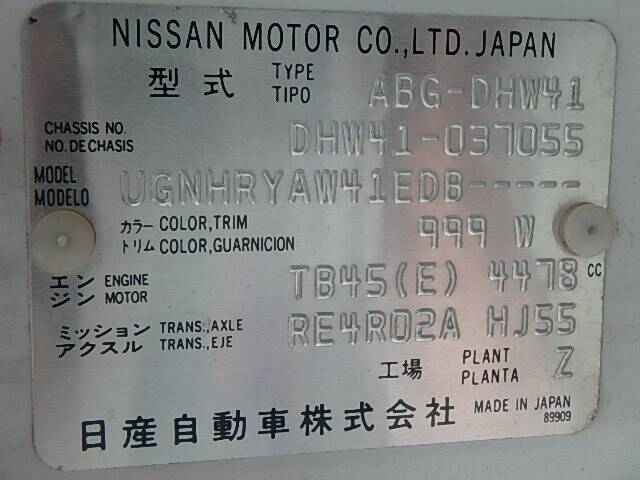 NISSAN MOTOR CO.,LTD. JAPAN
型式 TYPE TIPO ABG-DHW41
CHASSIS NO. NO. DE CHASIS DHW41-037055
MODEL MODELO UGNHRYAW41EDB-----
カラー COLOR,TRIM トリム COLOR,GUARNICION 999 W
エンジン ENGINE MOTOR TB45(E) 4478 CC
ミッション TRANS.,AXLE アクスル TRANS.,EJE RE4R02A HJ55
工場 PLANT PLANTA Z
日産自動車株式会社 MADE IN JAPAN
89909